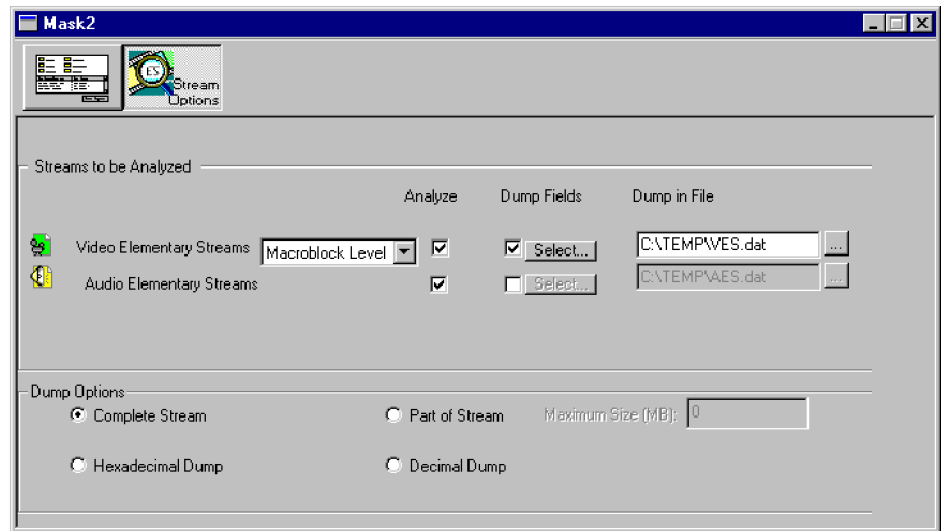 Mask2
ES
Stream
Options
Streams to be Analyzed
Analyze Dump Fields Dump in File
Video Elementary Streams Macroblock Level Select... C:\TEMP\VES.dat ...
Audio Elementary Streams Select... C:\TEMP\AES.dat ...
Dump Options
Complete Stream Part of Stream Maximum Size (MB): 0
Hexadecimal Dump Decimal Dump